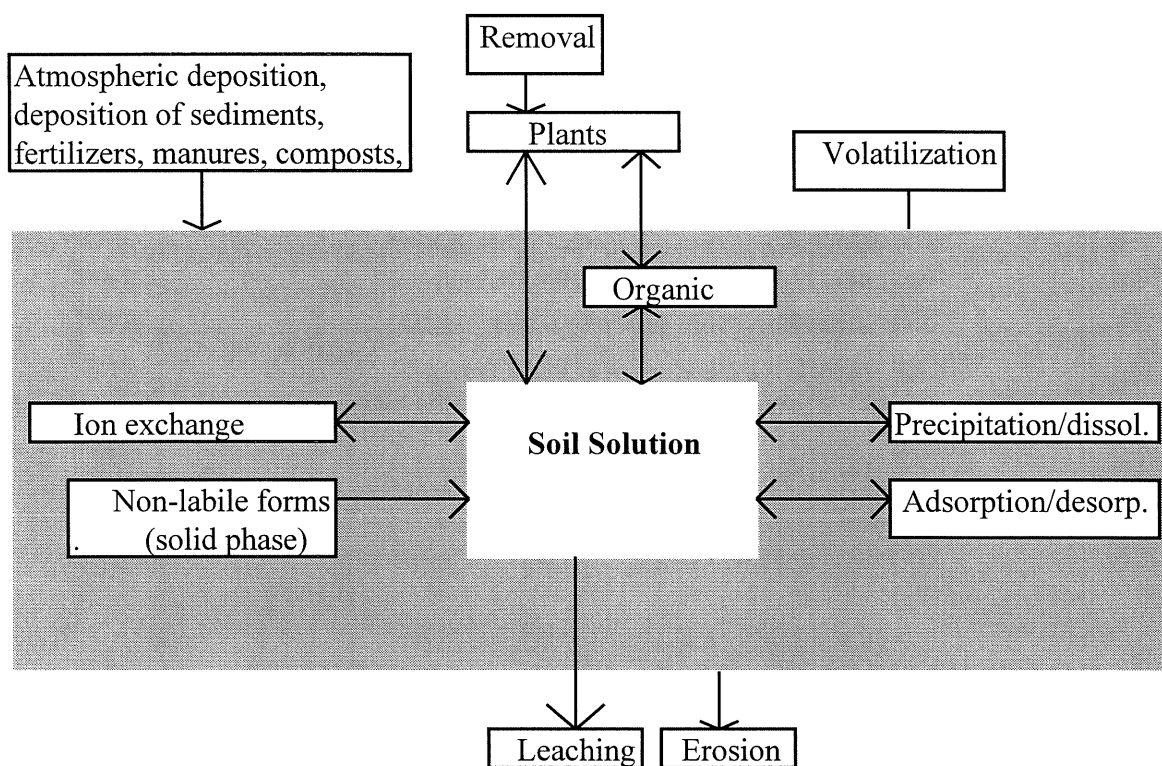 Removal
Atmospheric deposition,
deposition of sediments,
fertilizers, manures, composts,
Plants
Volatilization
Organic
Ion exchange
Soil Solution
Precipitation/dissol.
Non-labile forms
. (solid phase)
Adsorption/desorp.
Leaching
Erosion